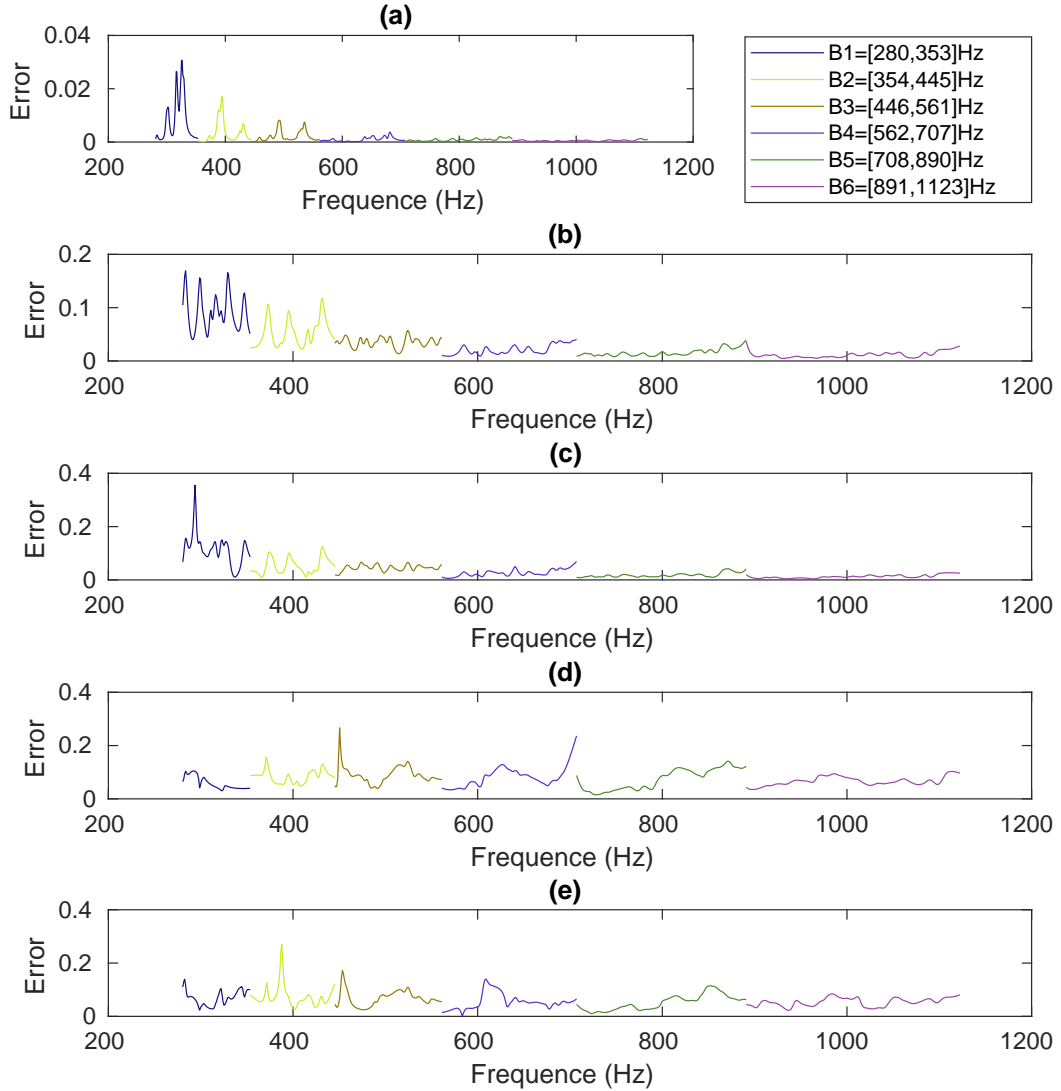 (a)
0.04
0.02
0
Error
200 400 600 800 1000 1200
Frequence (Hz)
B1=[280,353]Hz
B2=[354,445]Hz
B3=[446,561]Hz
B4=[562,707]Hz
B5=[708,890]Hz
B6=[891,1123]Hz
(b)
0.2
0.1
0
Error
200 400 600 800 1000 1200
Frequence (Hz)
(c)
0.4
0.2
0
Error
200 400 600 800 1000 1200
Frequence (Hz)
(d)
0.4
0.2
0
Error
200 400 600 800 1000 1200
Frequence (Hz)
(e)
0.4
0.2
0
Error
200 400 600 800 1000 1200
Frequence (Hz)